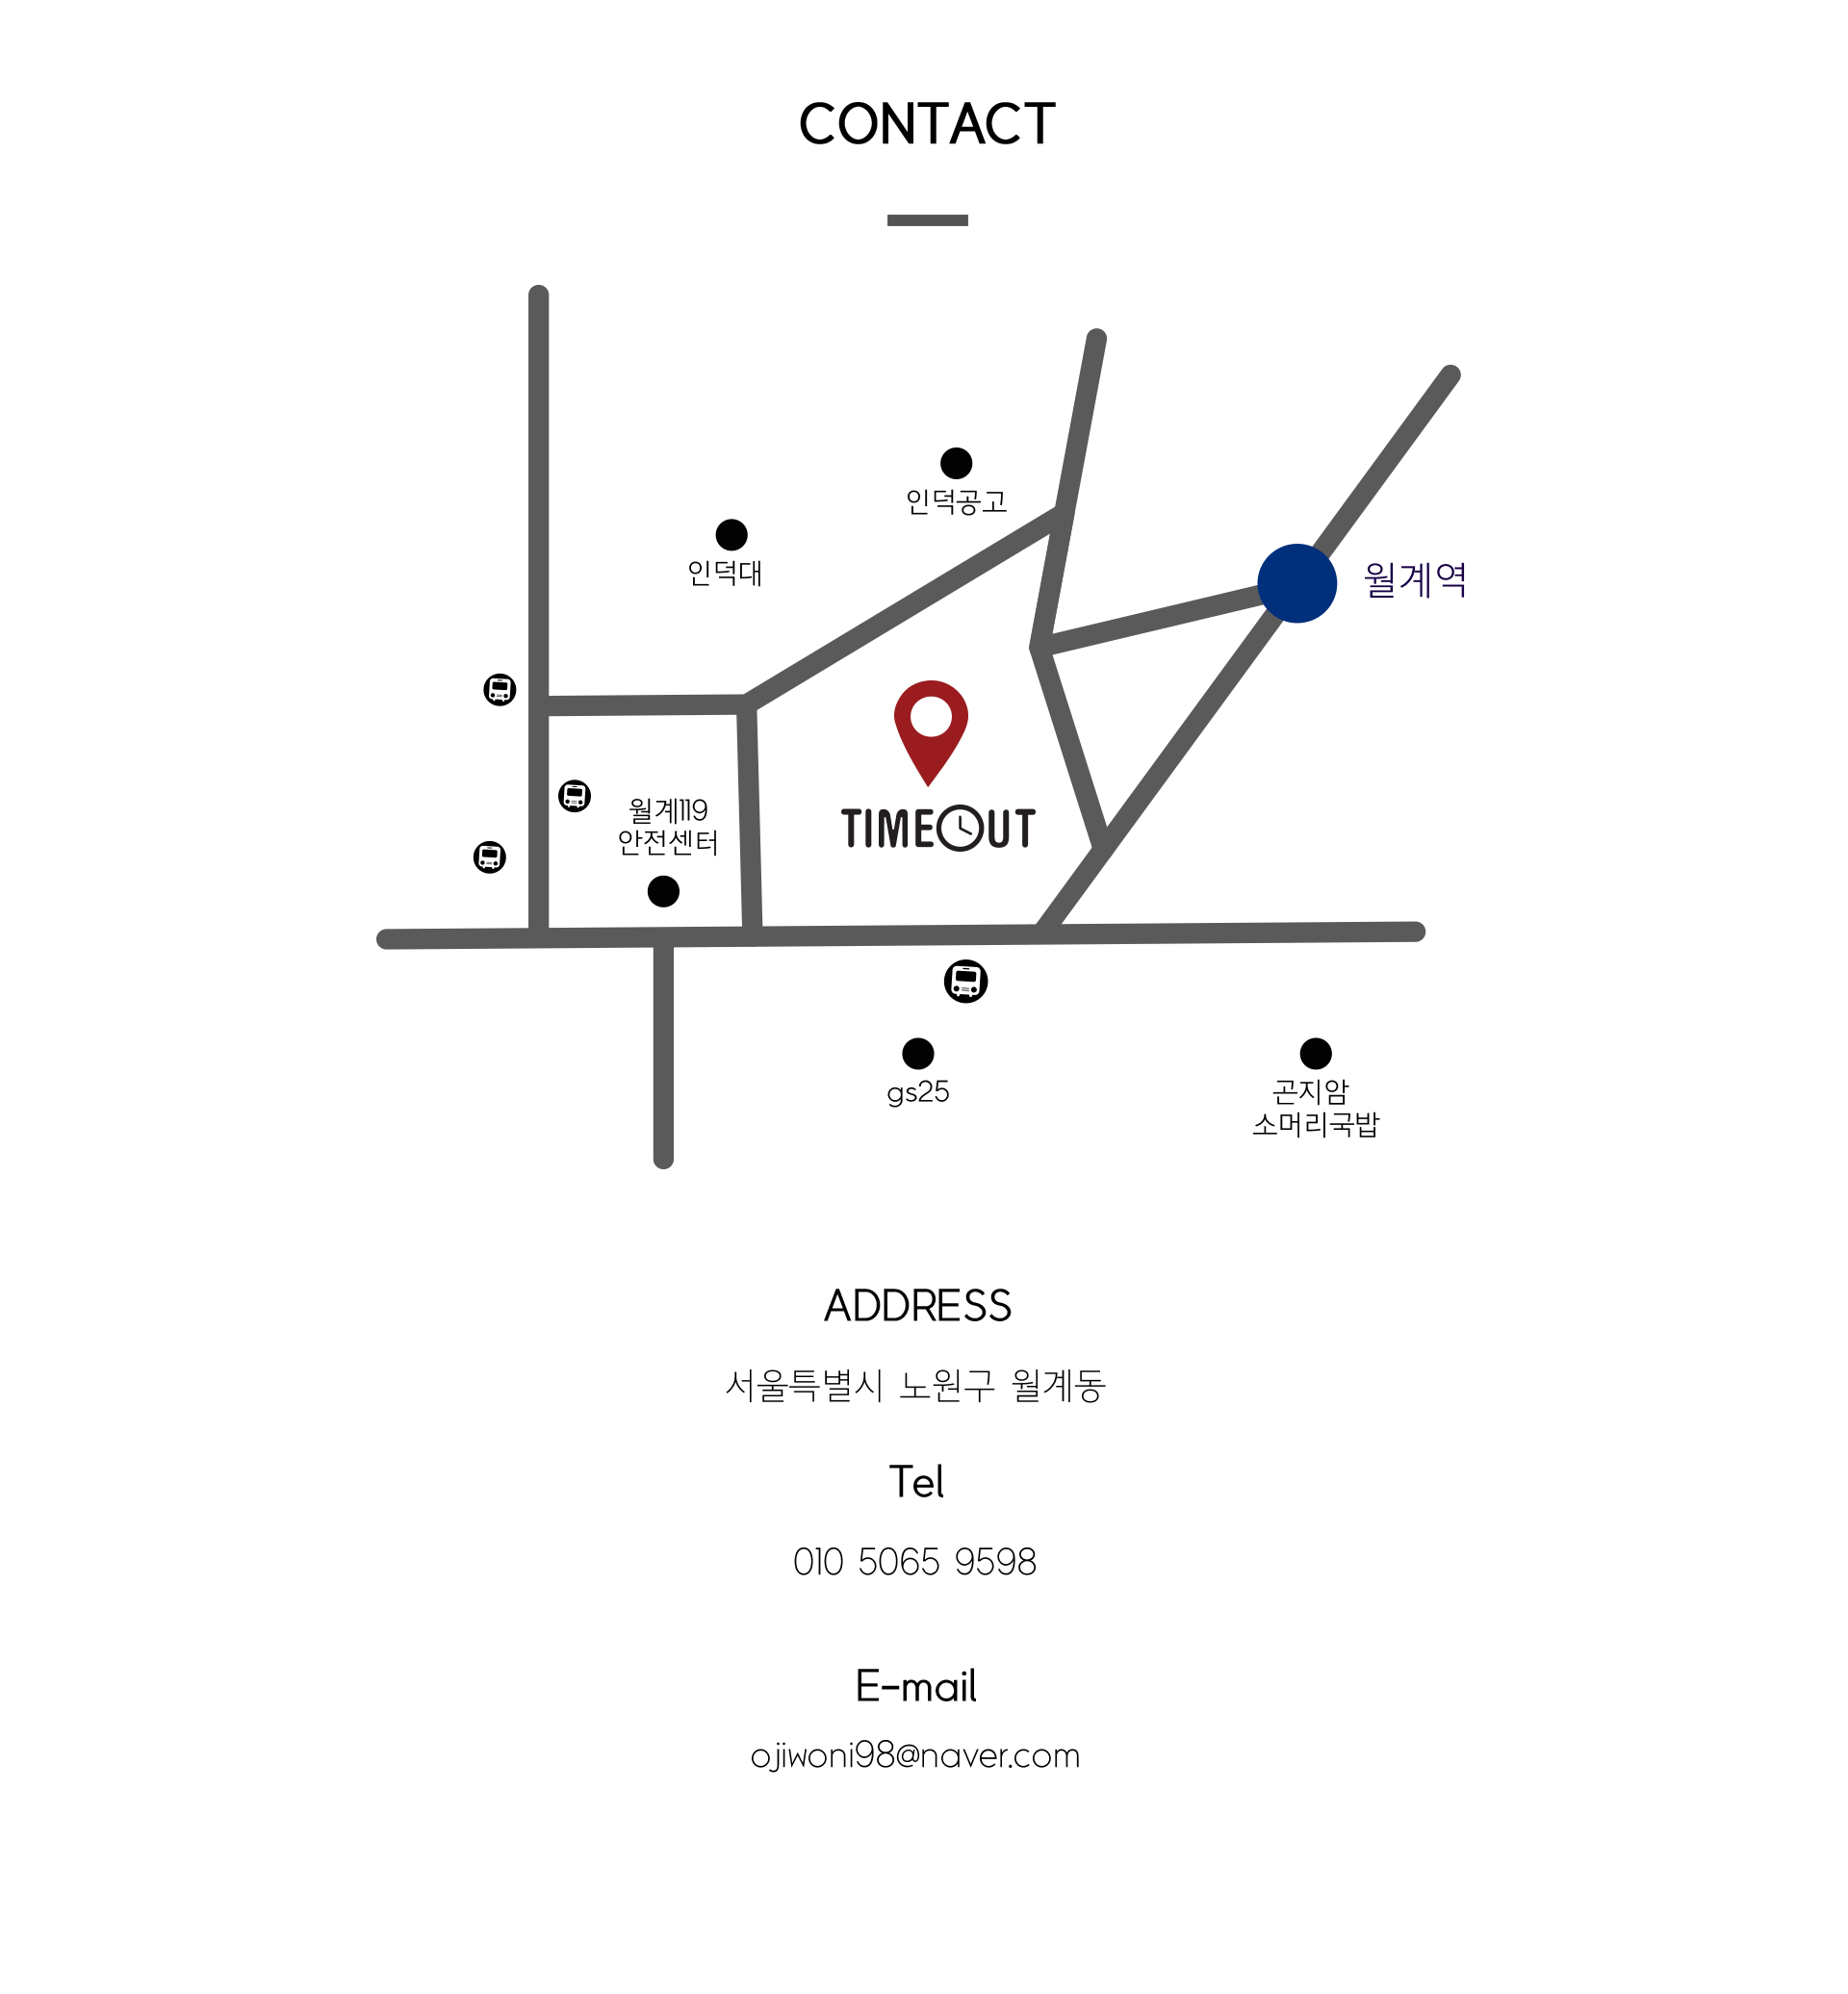 CONTACT
인덕공고
인덕대
월계역
월계119
안전센터
TIMEOUT
gs25
곤지암
소머리국밥
ADDRESS
서울특별시 노원구 월계동
Tel
010 5065 9598
E-mail
ojiwoni98@naver.com